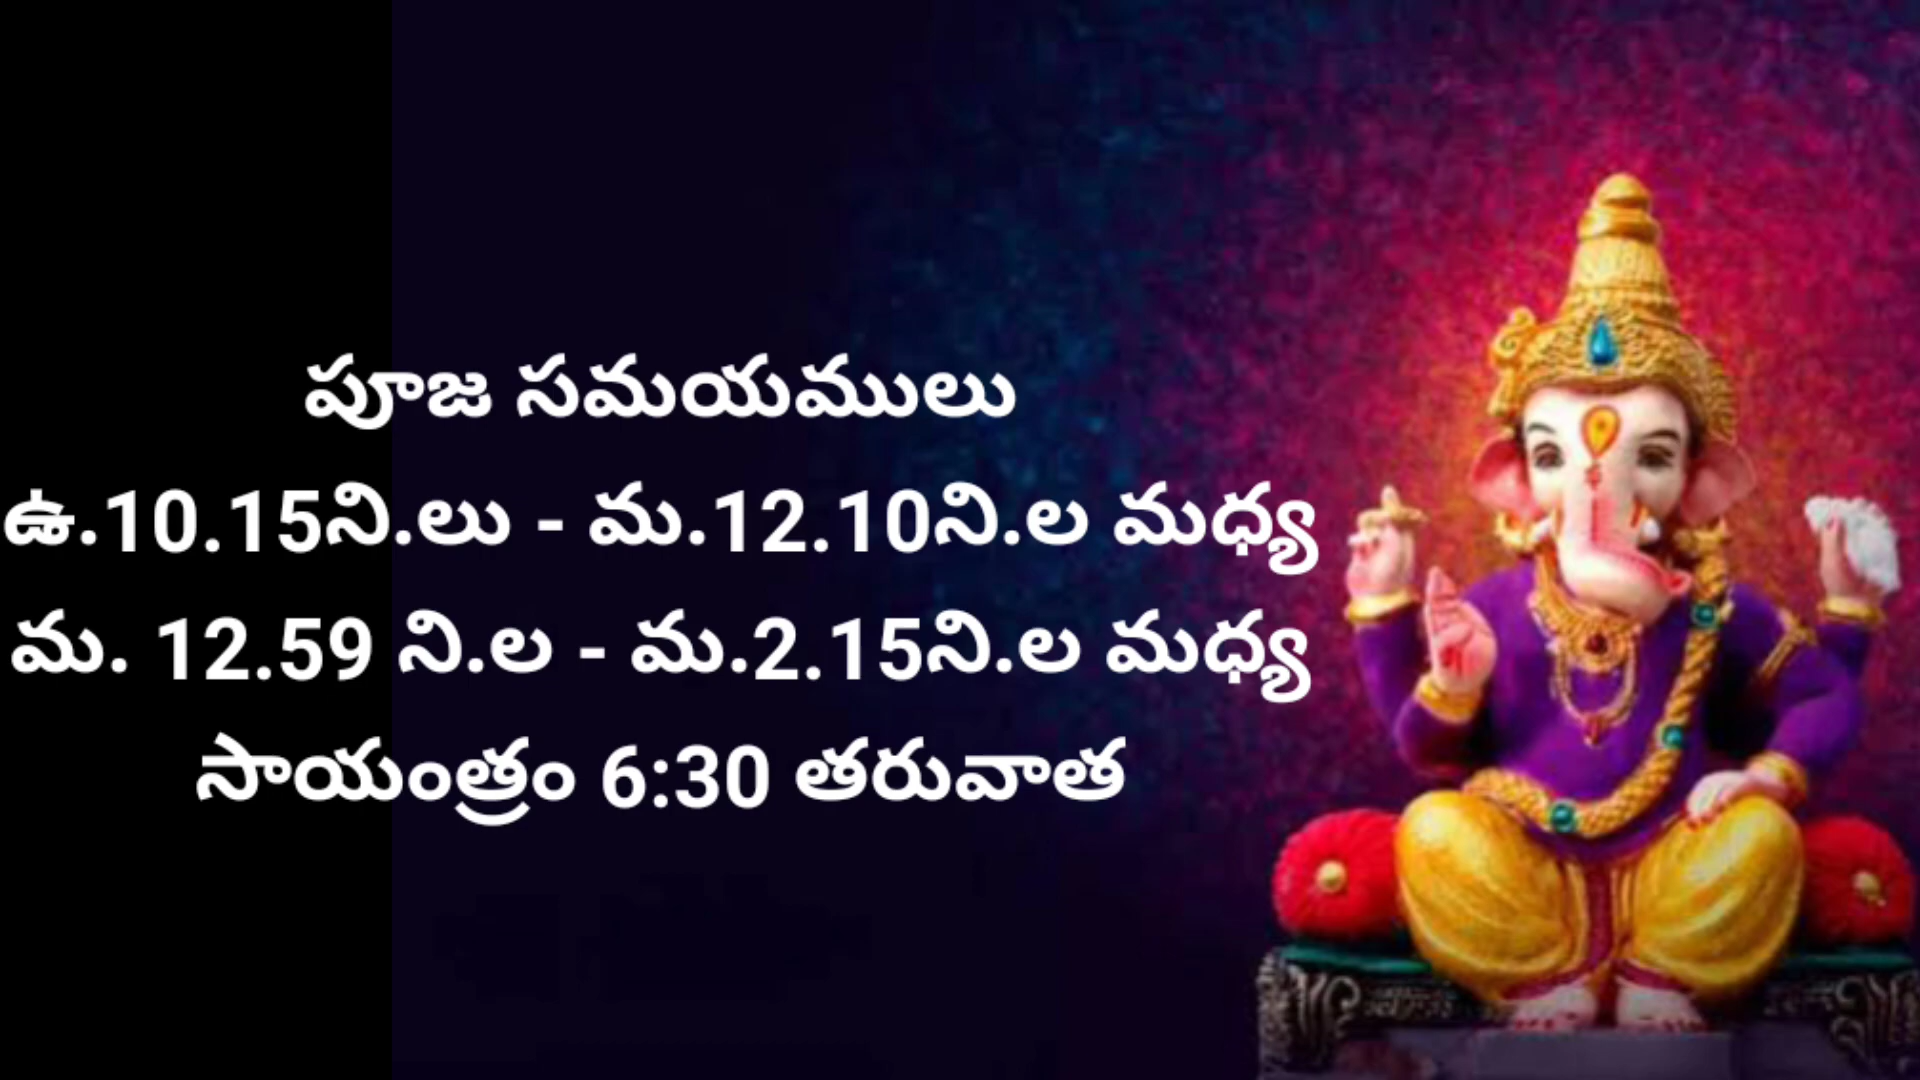 పూజ సమయములు
ఉ.10.15ని.లు - మ.12.10ని.ల మధ్య
మ. 12.59 ని.ల - మ.2.15ని.ల మధ్య
సాయంత్రం 6:30 తరువాత